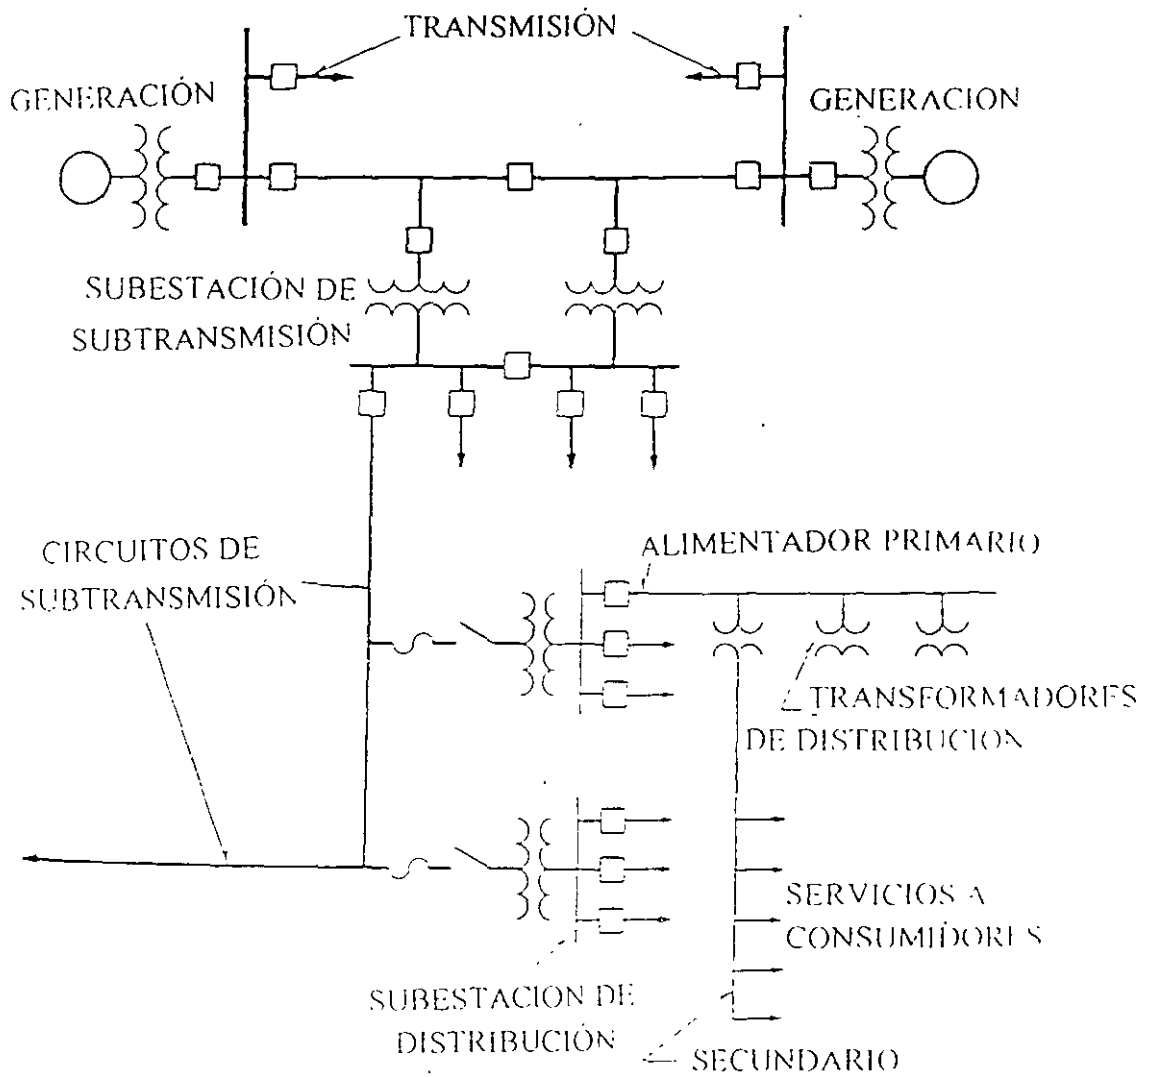 TRANSMISIÓN
GENERACIÓN
GENERACION
SUBESTACIÓN DE
SUBTRANSMISIÓN
CIRCUITOS DE
SUBTRANSMISIÓN
ALIMENTADOR PRIMARIO
TRANSFORMADORES
DE DISTRIBUCION
SERVICIOS A
CONSUMIDORES
SUBESTACION DE
DISTRIBUCIÓN
SECUNDARIO